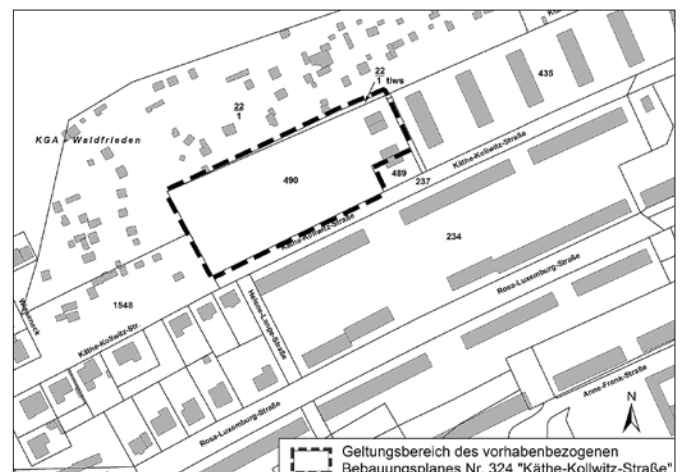 22
1 tlws
435
22
1
KGA - Waldfrieden
Käthe-Kollwitz-Straße
490
489
237
Käthe-Kollwitz-Straße
234
Rosa-Luxemburg-Straße
1548
Helene-Lange-Straße
Käthe-Kollwitz-Str.
Anne-Frank-Straße
Rosa-Luxemburg-Straße
N
Geltungsbereich des vorhabenbezogenen
Bebauungsplanes Nr. 324 "Käthe-Kollwitz-Straße"